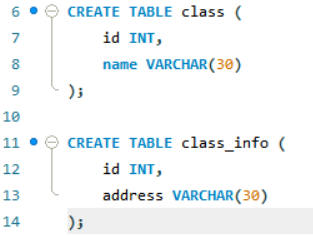 6 CREATE TABLE class (
7 id INT,
8 name VARCHAR(30)
9 );
10
11 CREATE TABLE class_info (
12 id INT,
13 address VARCHAR(30)
14 );